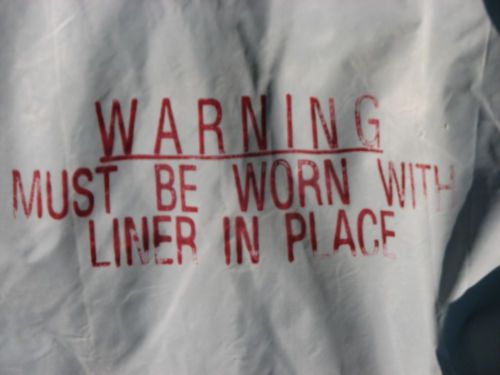 WARNING
MUST BE WORN WITH
LINER IN PLACE